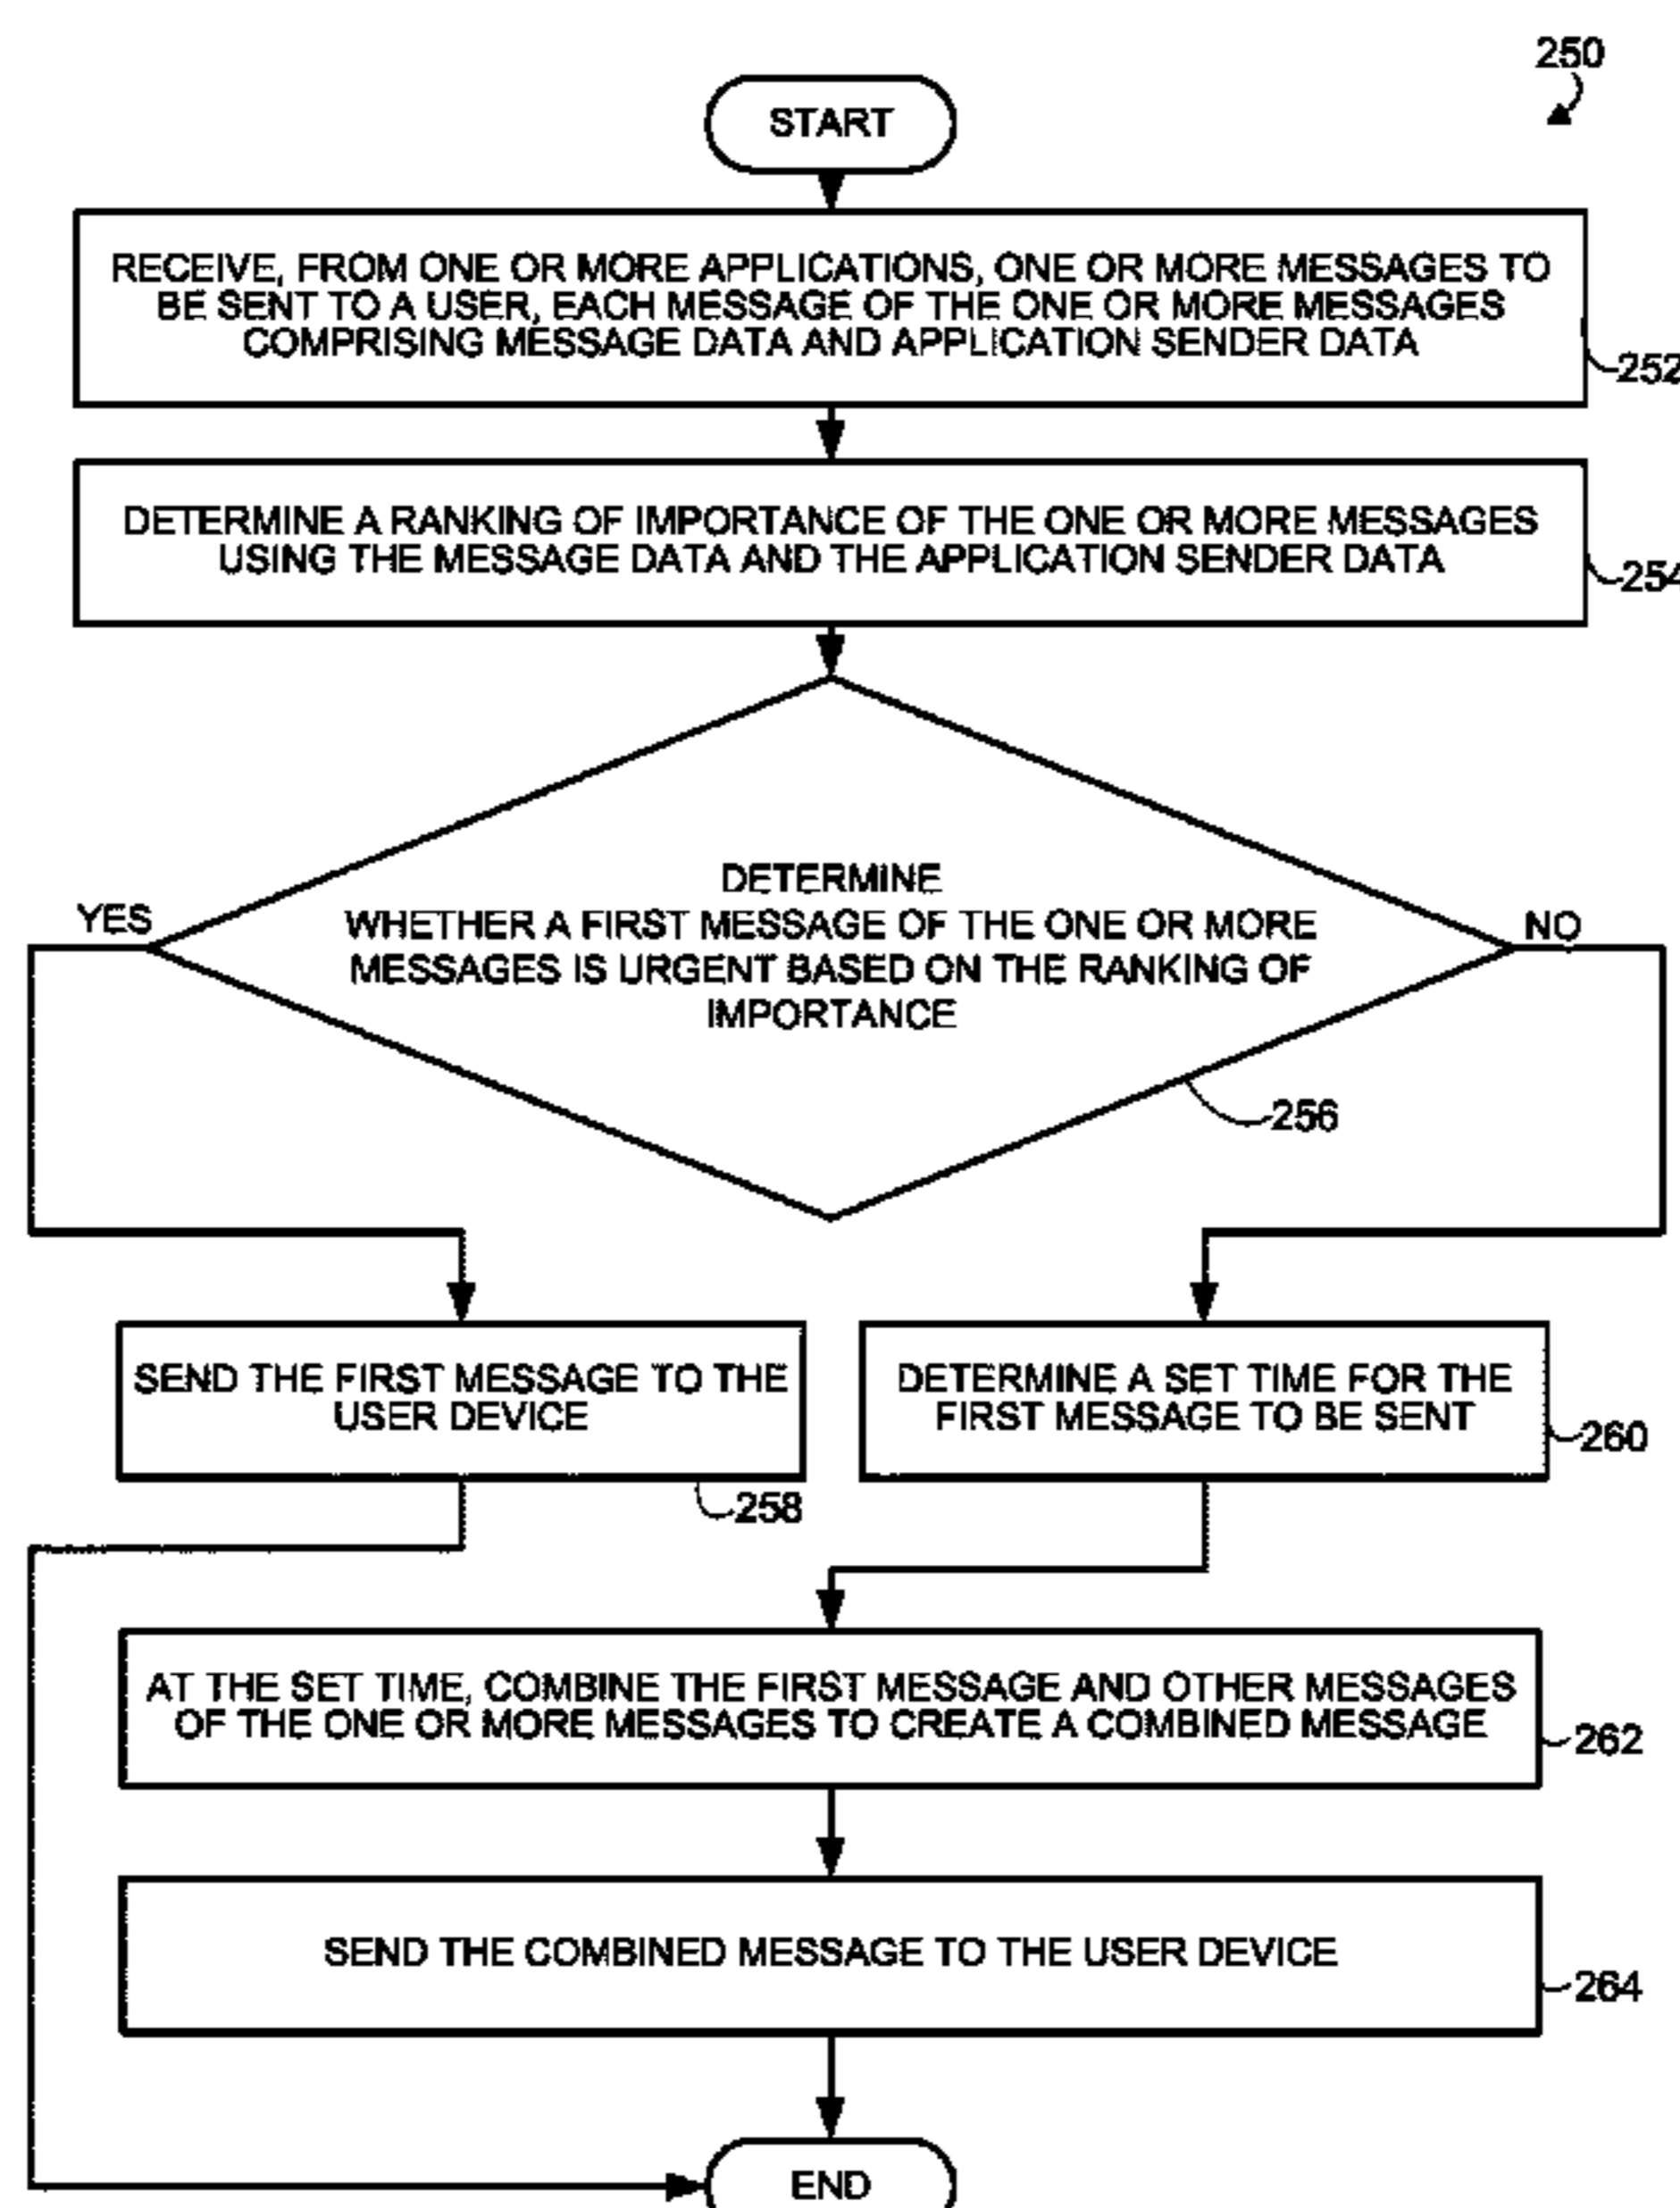 250
START
RECEIVE, FROM ONE OR MORE APPLICATIONS, ONE OR MORE MESSAGES TO
BE SENT TO A USER, EACH MESSAGE OF THE ONE OR MORE MESSAGES
COMPRISING MESSAGE DATA AND APPLICATION SENDER DATA
252
DETERMINE A RANKING OF IMPORTANCE OF THE ONE OR MORE MESSAGES
USING THE MESSAGE DATA AND THE APPLICATION SENDER DATA
254
DETERMINE
YES
WHETHER A FIRST MESSAGE OF THE ONE OR MORE
NO
MESSAGES IS URGENT BASED ON THE RANKING OF
IMPORTANCE
256
SEND THE FIRST MESSAGE TO THE
USER DEVICE
258
DETERMINE A SET TIME FOR THE
FIRST MESSAGE TO BE SENT
260
AT THE SET TIME, COMBINE THE FIRST MESSAGE AND OTHER MESSAGES
OF THE ONE OR MORE MESSAGES TO CREATE A COMBINED MESSAGE
262
SEND THE COMBINED MESSAGE TO THE USER DEVICE
264
END